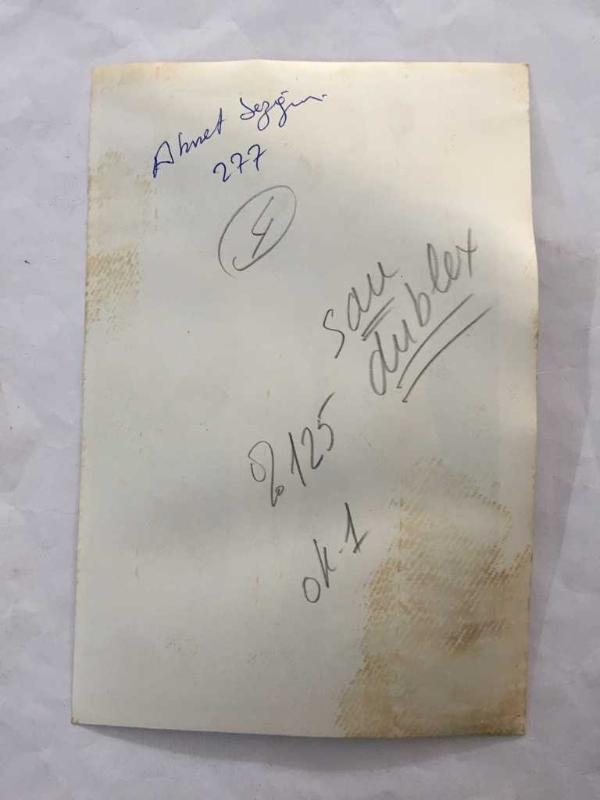 Ahmet Sezgin.
277
4
sau
dublex
%125
ok-1